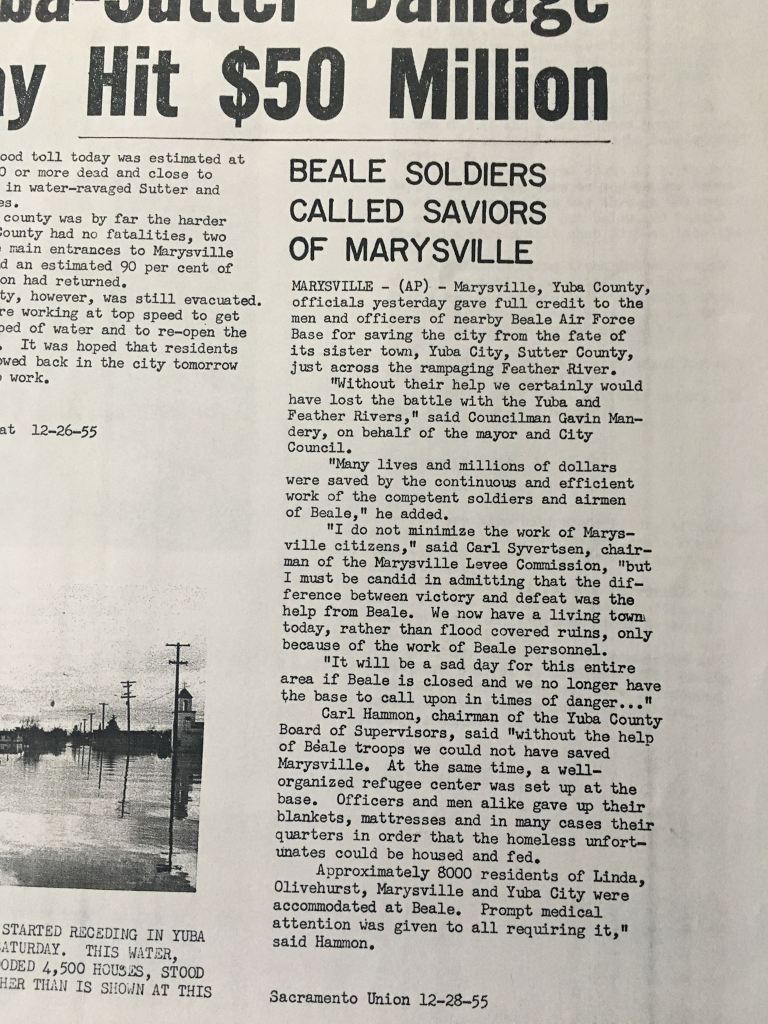 Damage
Hit $50 Million
ood toll today was estimated at
0 or more dead and close to
in water-ravaged Sutter and
es.
county was by far the harder
County had no fatalities, two
main entrances to Marysville
d an estimated 90 per cent of
on had returned.
ty, however, was still evacuated.
re working at top speed to get
ped of water and to re-open the
. It was hoped that residents
owed back in the city tomorrow
work.
at 12-26-55
STARTED RECEDING IN YUBA
ATURDAY. THIS WATER,
ODED 4,500 HOUSES, STOOD
HER THAN IS SHOWN AT THIS
BEALE SOLDIERS
CALLED SAVIORS
OF MARYSVILLE
MARYSVILLE - (AP) - Marysville, Yuba County,
officials yesterday gave full credit to the
men and officers of nearby Beale Air Force
Base for saving the city from the fate of
its sister town, Yuba City, Sutter County,
just across the rampaging Feather River.
"Without their help we certainly would
have lost the battle with the Yuba and
Feather Rivers," said Councilman Gavin Man-
dery, on behalf of the mayor and City
Council.
"Many lives and millions of dollars
were saved by the continuous and efficient
work of the competent soldiers and airmen
of Beale," he added.
"I do not minimize the work of Marys-
ville citizens," said Carl Syvertsen, chair-
man of the Marysville Levee Commission, "but
I must be candid in admitting that the dif-
ference between victory and defeat was the
help from Beale. We now have a living town
today, rather than flood covered ruins, only
because of the work of Beale personnel.
"It will be a sad day for this entire
area if Beale is closed and we no longer have
the base to call upon in times of danger..."
Carl Hammon, chairman of the Yuba County
Board of Supervisors, said "without the help
of Beale troops we could not have saved
Marysville. At the same time, a well-
organized refugee center was set up at the
base. Officers and men alike gave up their
blankets, mattresses and in many cases their
quarters in order that the homeless unfort-
unates could be housed and fed.
Approximately 8000 residents of Linda,
Olivehurst, Marysville and Yuba City were
accommodated at Beale. Prompt medical
attention was given to all requiring it,"
said Hammon.
Sacramento Union 12-28-55